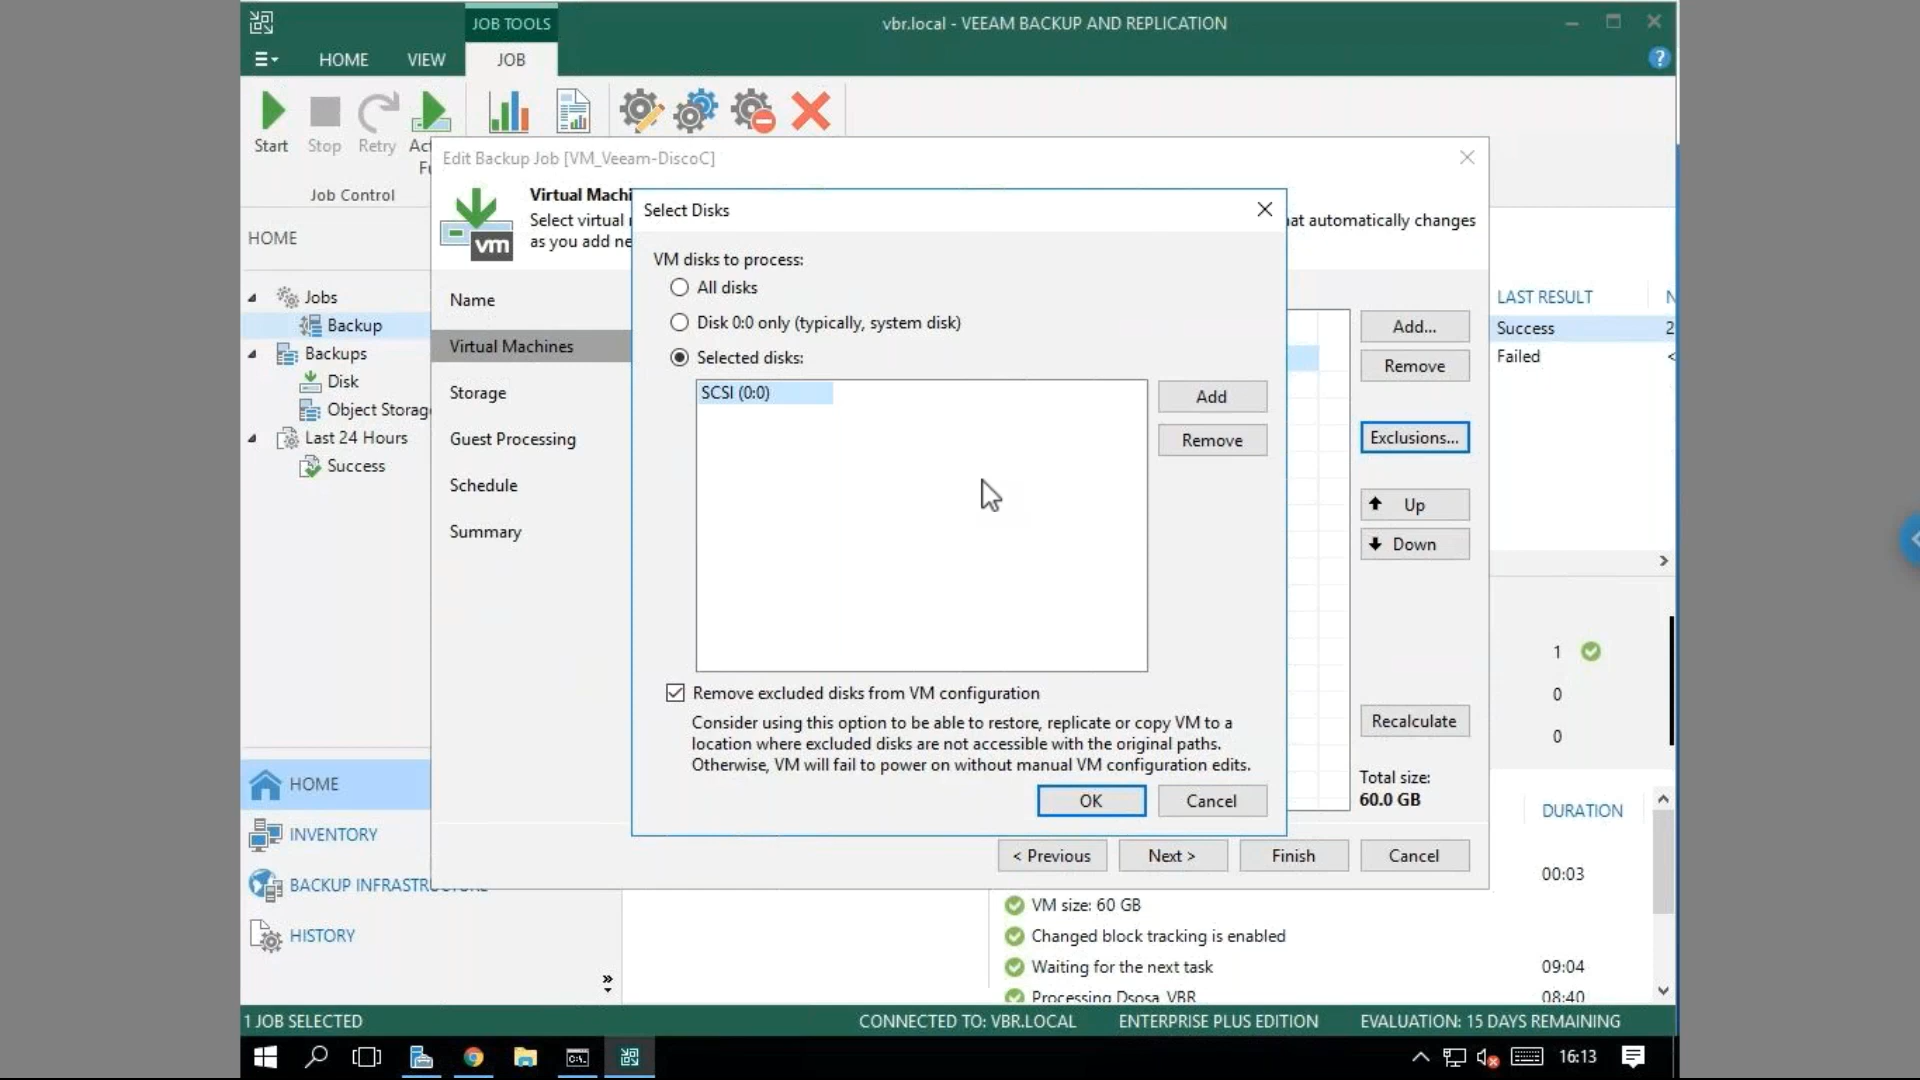 JOB TOOLS
vbr.local - VEEAM BACKUP AND REPLICATION
HOME
VIEW
JOB
Start
Stop
Retry
Job Control
Edit Backup Job [VM_Veeam-DiscoC]
vm
Select virtual
as you add
at automatically changes
Name
Virtual Machines
Storage
Guest Processing
Schedule
Summary
Select Disks
VM disks to process:
All disks
Disk 0:0 only (typically, system disk)
Selected disks:
SCSI (0:0)
Add
Remove
Remove excluded disks from VM configuration
Consider using this option to be able to restore, replicate or copy VM to a
location where excluded disks are not accessible with the original paths.
Otherwise, VM will fail to power on without manual VM configuration edits.
OK
Cancel
Add...
Remove
Exclusions...
Up
Down
Recalculate
Total size:
60.0 GB
< Previous
Next >
Finish
Cancel
HOME
Jobs
Backup
Backups
Disk
Object Storag
Last 24 Hours
Success
HOME
INVENTORY
BACKUP INFRASTRUCTURE
HISTORY
LAST RESULT
Success
2
Failed
<
1
0
0
DURATION
00:03
VM size: 60 GB
Changed block tracking is enabled
Waiting for the next task
09:04
Processing Dsosa_VBR
08:40
1 JOB SELECTED
CONNECTED TO: VBR.LOCAL
ENTERPRISE PLUS EDITION
EVALUATION: 15 DAYS REMAINING
16:13